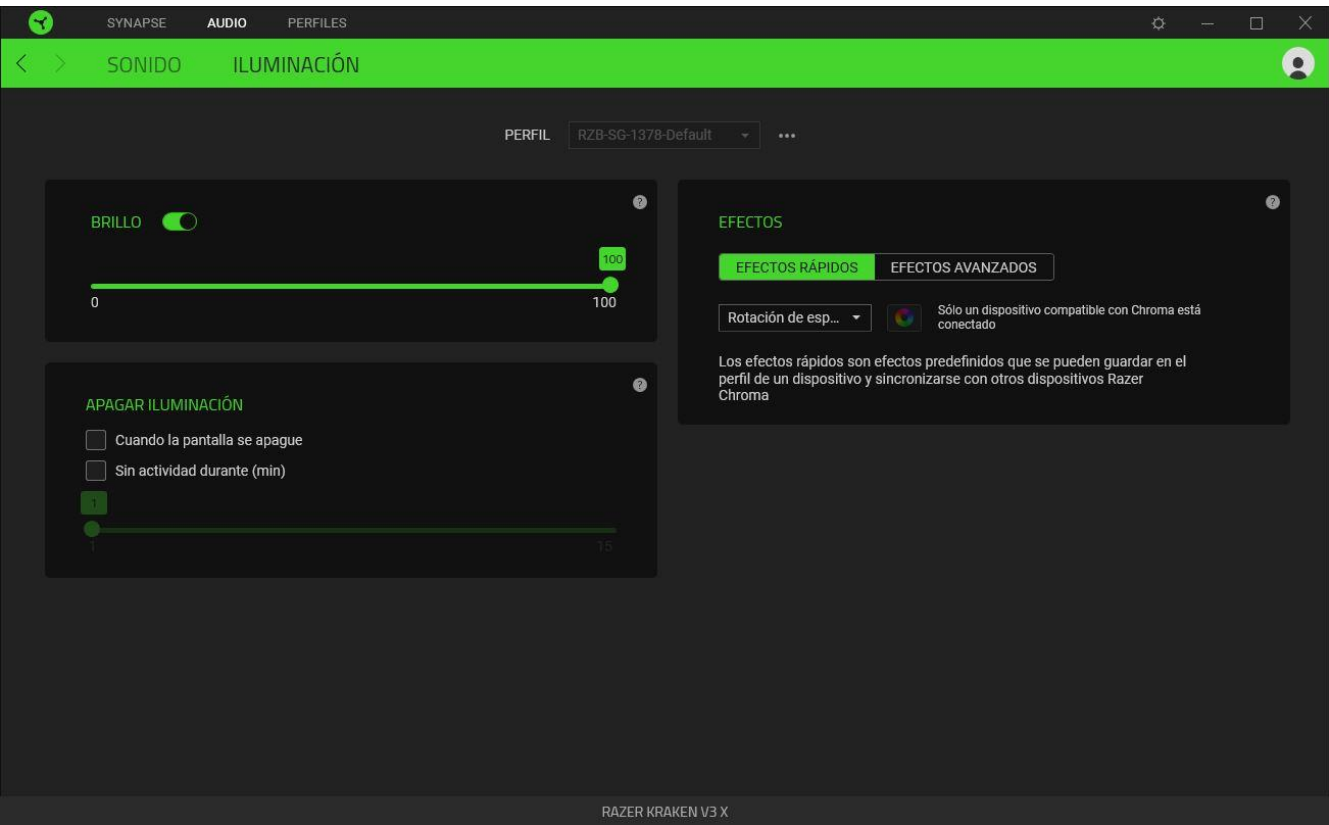 SYNAPSE AUDIO PERFILES
SONIDO ILUMINACIÓN
PERFIL RZB-SG-1378-Default
BRILLO
100
0 100
APAGAR ILUMINACIÓN
Cuando la pantalla se apague
Sin actividad durante (min)
1
1 15
EFECTOS
EFECTOS RÁPIDOS EFECTOS AVANZADOS
Rotación de esp...
Sólo un dispositivo compatible con Chroma está
conectado
Los efectos rápidos son efectos predefinidos que se pueden guardar en el
perfil de un dispositivo y sincronizarse con otros dispositivos Razer
Chroma
RAZER KRAKEN V3 X